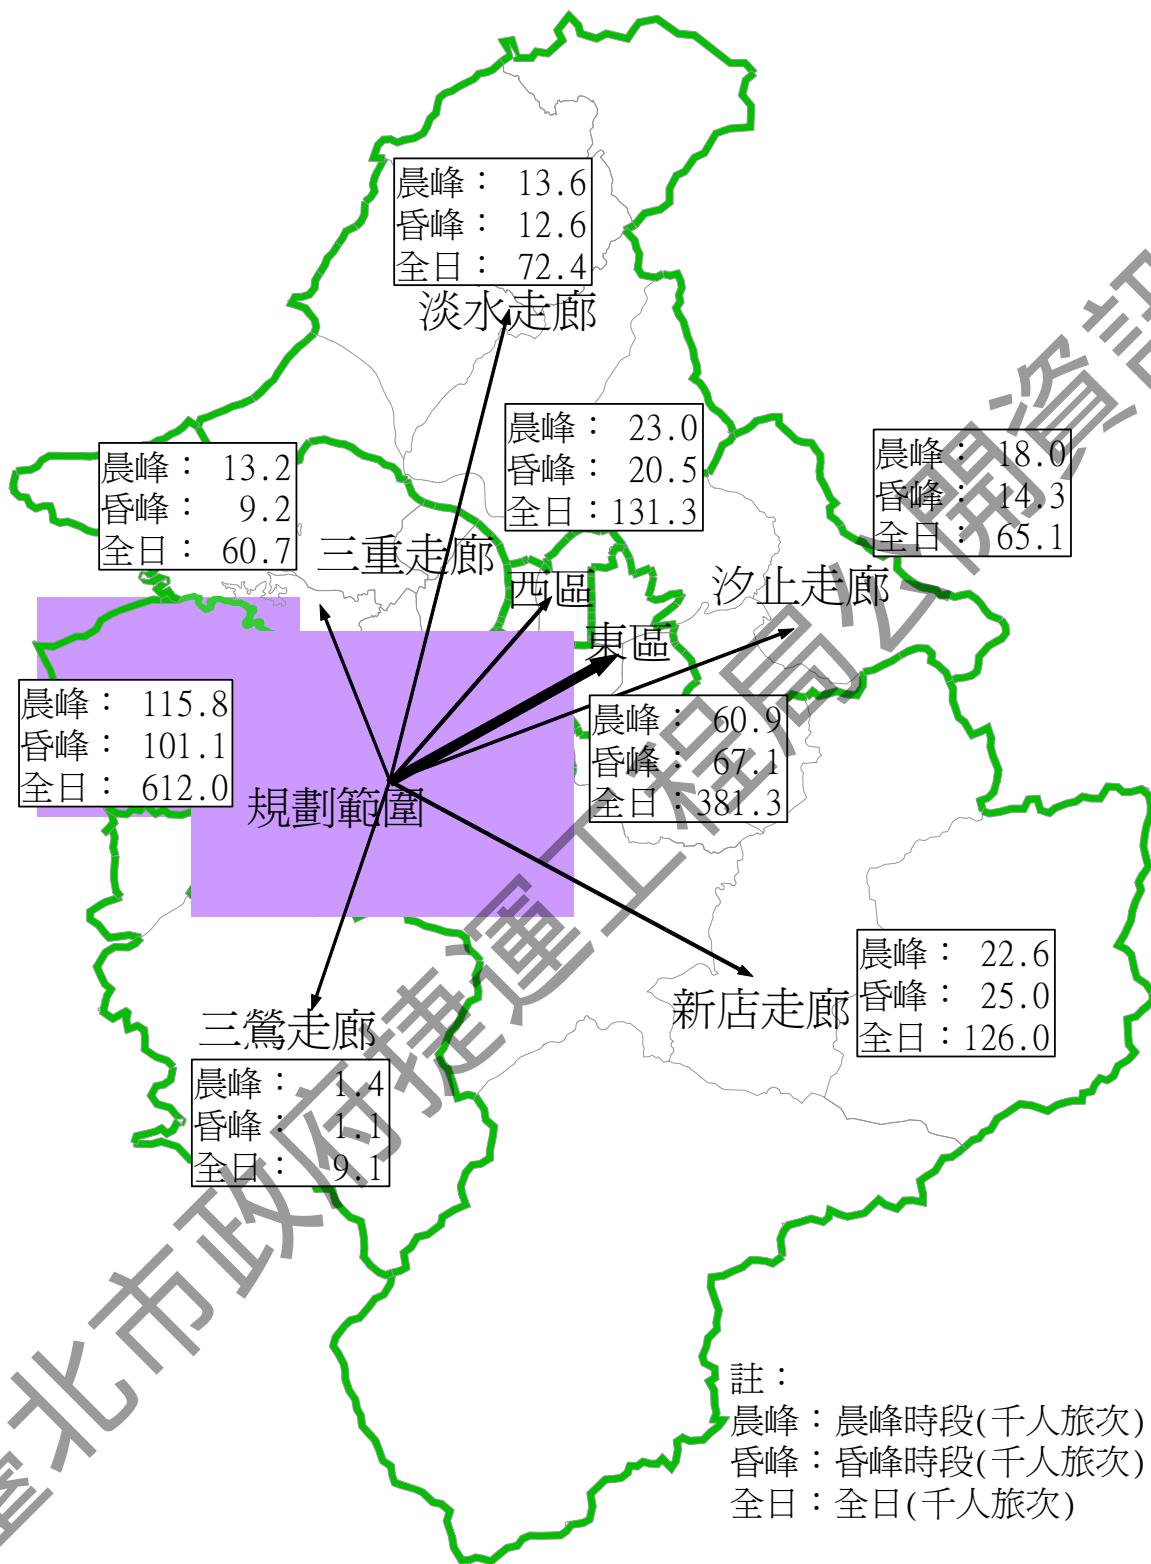 晨峰： 13.6
昏峰： 12.6
全日： 72.4
淡水走廊
晨峰： 23.0
昏峰： 20.5
全日：131.3
晨峰： 13.2
昏峰： 9.2
全日： 60.7
晨峰： 18.0
昏峰： 14.3
全日： 65.1
三重走廊
西區
汐止走廊
東區
晨峰： 115.8
昏峰： 101.1
全日： 612.0
晨峰： 60.9
昏峰： 67.1
全日：381.3
規劃範圍
晨峰： 22.6
昏峰： 25.0
全日：126.0
新店走廊
三鶯走廊
晨峰： 1.4
昏峰： 1.1
全日： 9.1
註：
晨峰：晨峰時段(千人旅次)
昏峰：昏峰時段(千人旅次)
全日：全日(千人旅次)
臺北市政府捷運工程局公開資訊